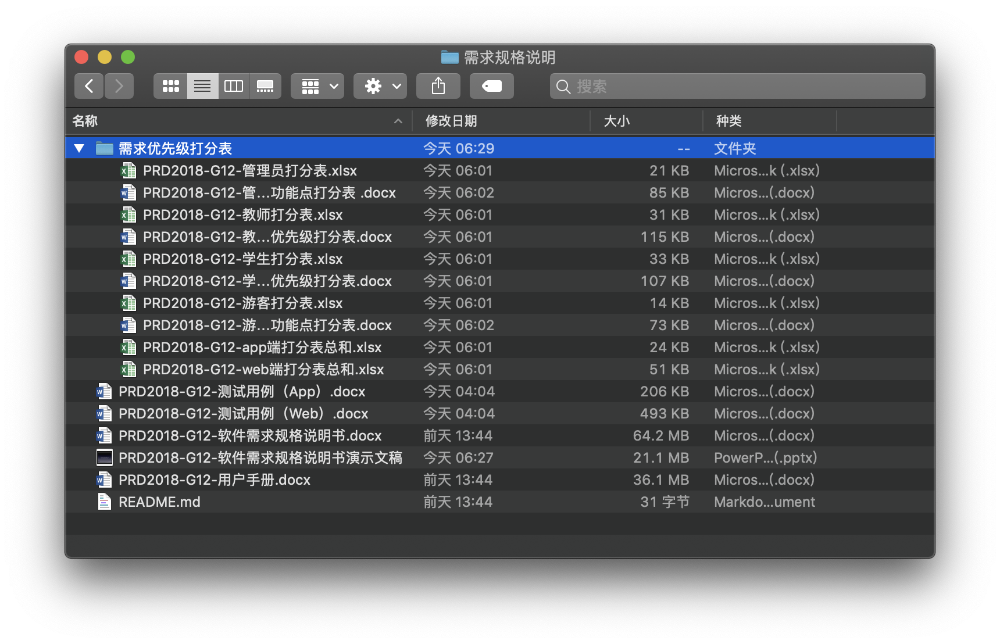 需求规格说明
搜索
名称 修改日期 大小 种类
需求优先级打分表 今天 06:29 -- 文件夹
PRD2018-G12-管理员打分表.xlsx 今天 06:01 21 KB Micros...k (.xlsx)
PRD2018-G12-管...功能点打分表 .docx 今天 06:02 85 KB Micros...(.docx)
PRD2018-G12-教师打分表.xlsx 今天 06:01 31 KB Micros...k (.xlsx)
PRD2018-G12-教...优先级打分表.docx 今天 06:01 115 KB Micros...(.docx)
PRD2018-G12-学生打分表.xlsx 今天 06:01 33 KB Micros...k (.xlsx)
PRD2018-G12-学...优先级打分表.docx 今天 06:01 107 KB Micros...(.docx)
PRD2018-G12-游客打分表.xlsx 今天 06:01 14 KB Micros...k (.xlsx)
PRD2018-G12-游...功能点打分表.docx 今天 06:02 73 KB Micros...(.docx)
PRD2018-G12-app端打分表总和.xlsx 今天 06:01 24 KB Micros...k (.xlsx)
PRD2018-G12-web端打分表总和.xlsx 今天 06:01 51 KB Micros...k (.xlsx)
PRD2018-G12-测试用例（App）.docx 今天 04:04 206 KB Micros...(.docx)
PRD2018-G12-测试用例（Web）.docx 今天 04:04 493 KB Micros...(.docx)
PRD2018-G12-软件需求规格说明书.docx 前天 13:44 64.2 MB Micros...(.docx)
PRD2018-G12-软件需求规格说明书演示文稿 今天 06:27 21.1 MB PowerP...(.pptx)
PRD2018-G12-用户手册.docx 前天 13:44 36.1 MB Micros...(.docx)
README.md 前天 13:44 31 字节 Markdo...ument